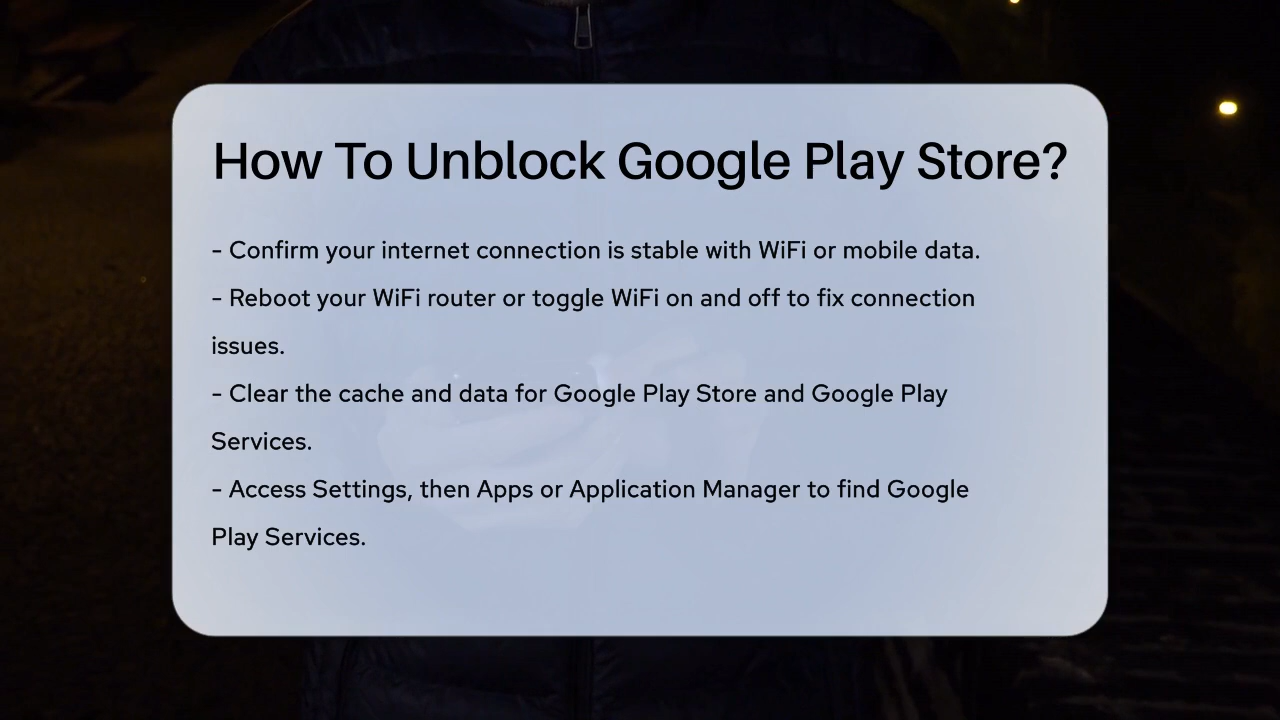 How To Unblock Google Play Store?
- Confirm your internet connection is stable with WiFi or mobile data.
- Reboot your WiFi router or toggle WiFi on and off to fix connection
issues.
- Clear the cache and data for Google Play Store and Google Play
Services.
- Access Settings, then Apps or Application Manager to find Google
Play Services.